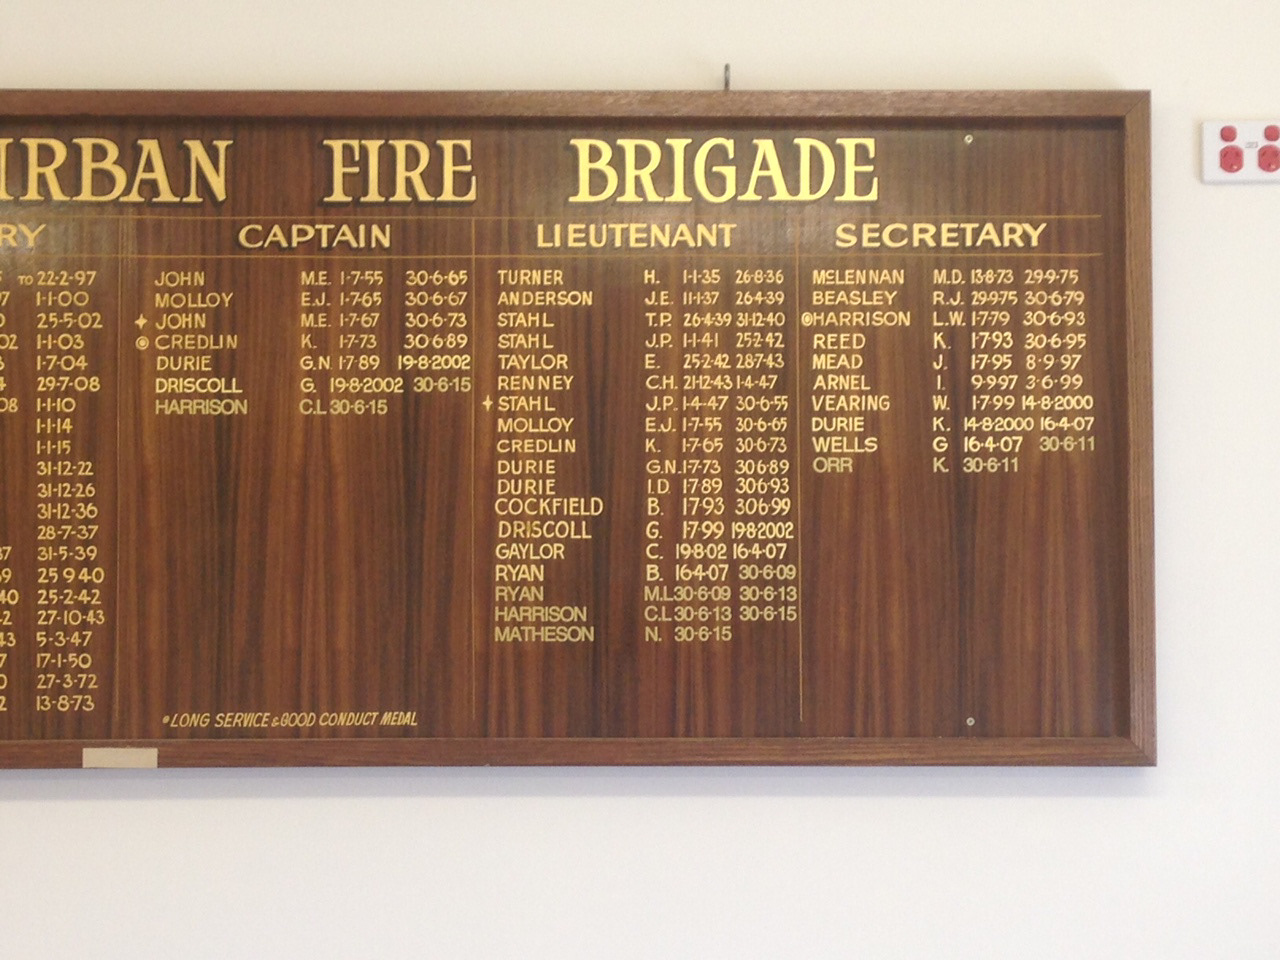 IRBAN FIRE BRIGADE
RY
TO 22-2-97
1-1-00
25-5-02
1-1-03
1-7-04
29-7-08
1-1-10
1-1-14
1-1-15
31-12-22
31-12-26
31-12-36
28-7-37
31-5-39
25 9 40
25-2-42
27-10-43
5-3-47
17-1-50
27-3-72
13-8-73
CAPTAIN
JOHN M.E. 1-7-55 30-6-65
MOLLOY E.J. 1-7-65 30-6-67
JOHN M.E. 1-7-67 30-6-73
CREDLIN K. 1-7-73 30-6-89
DURIE G.N. 1-7-89 19-8-2002
DRISCOLL G. 19-8-2002 30-6-15
HARRISON C.L 30-6-15
LONG SERVICE & GOOD CONDUCT MEDAL
LIEUTENANT
TURNER H. 1-1-35 26-8-36
ANDERSON J.E. 11-1-37 26-4-39
STAHL T.P. 26-4-39 31-12-40
STAHL J.P. 1-1-41 25-2-42
TAYLOR E. 25-2-42 28-7-43
RENNEY C.H. 21-12-43 1-4-47
STAHL J.P. 1-4-47 30-6-55
MOLLOY E.J. 1-7-55 30-6-65
CREDLIN K. 1-7-65 30-6-73
DURIE G.N. 1-7-73 30-6-89
DURIE I.D. 1-7-89 30-6-93
COCKFIELD B. 1-7-93 30-6-99
DRISCOLL G. 1-7-99 19-8-2002
GAYLOR C. 19-8-02 16-4-07
RYAN B. 16-4-07 30-6-09
RYAN M.L 30-6-09 30-6-13
HARRISON C.L 30-6-13 30-6-15
MATHESON N. 30-6-15
SECRETARY
McLENNAN M.D. 13-8-73 29-9-75
BEASLEY R.J. 29-9-75 30-6-79
HARRISON L.W. 1-7-79 30-6-93
REED K. 1-7-93 30-6-95
MEAD J. 1-7-95 8-9-97
ARNEL I. 9-9-97 3-6-99
VEARING W. 1-7-99 14-8-2000
DURIE K. 14-8-2000 16-4-07
WELLS G 16-4-07 30-6-11
ORR K. 30-6-11